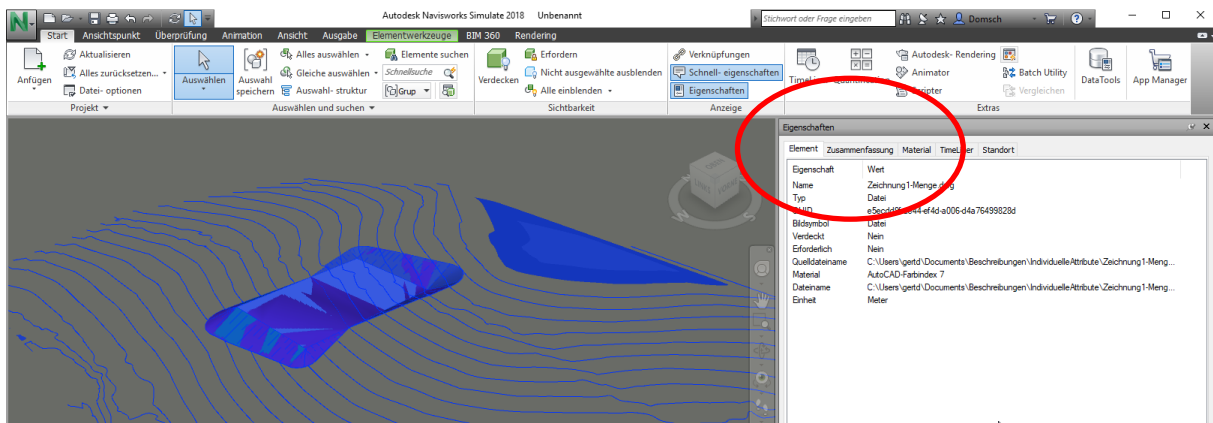 Autodesk Navisworks Simulate 2018 Unbenannt
Stichwort oder Frage eingeben
Domsch
Start Ansichtspunkt Überprüfung Animation Ansicht Ausgabe Elementwerkzeuge BIM 360 Rendering
Aktualisieren
Alles zurücksetzen...
Datei- optionen
Anfügen
Projekt
Auswählen
Auswahl speichern
Alles auswählen
Gleiche auswählen
Auswahl- struktur
Elemente suchen
Schnellsuche
Grup
Auswählen und suchen
Verdecken
Erfordern
Nicht ausgewählte ausblenden
Alle einblenden
Sichtbarkeit
Verknüpfungen
Schnell- eigenschaften
Eigenschaften
Anzeige
Autodesk- Rendering
Animator
Scripter
Batch Utility
Vergleichen
DataTools
App Manager
Extras
Eigenschaften
Element Zusammenfassung Material TimeLiner Standort
Eigenschaft Wert
Name Zeichnung1-Menge.dwg
Typ Datei
Bildsymbol Datei
Verdeckt Nein
Erforderlich Nein
Quelldateiname C:\Users\gertd\Documents\Beschreibungen\IndividuelleAttribute\Zeichnung1-Meng...
Material AutoCAD-Farbindex 7
Dateiname C:\Users\gertd\Documents\Beschreibungen\IndividuelleAttribute\Zeichnung1-Meng...
Einheit Meter